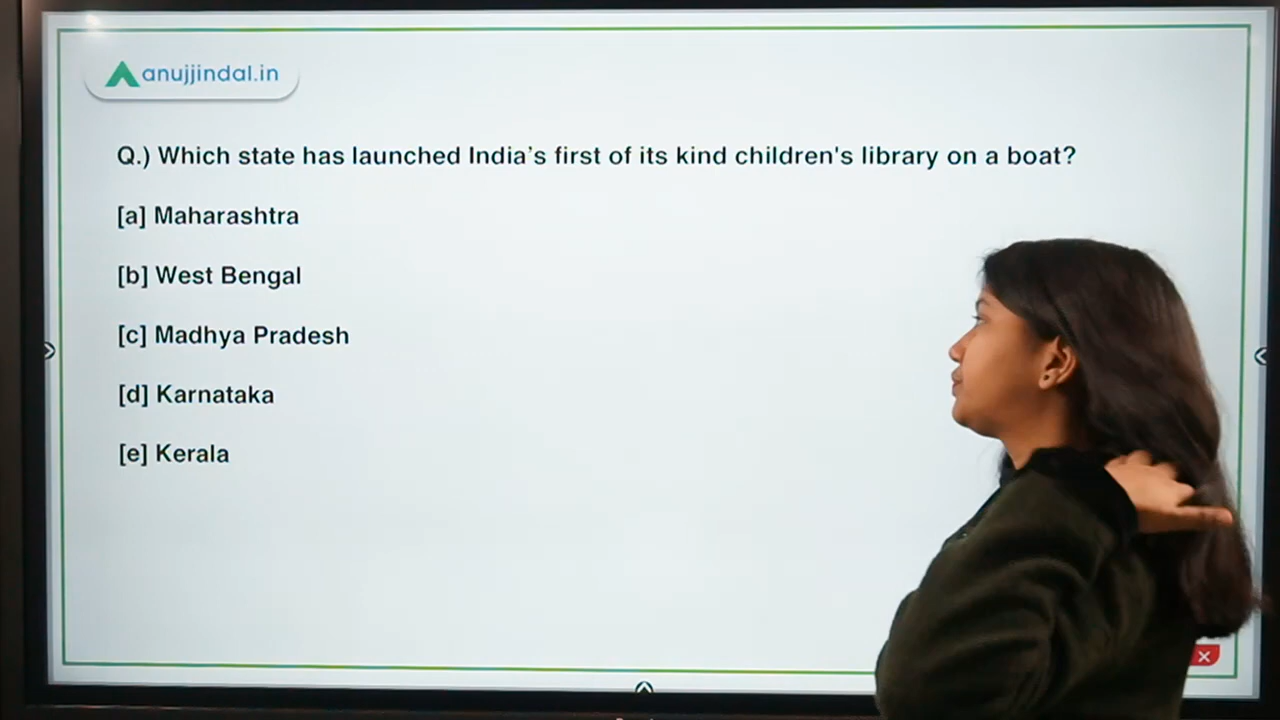 anujjindal.in
Q.) Which state has launched India’s first of its kind children's library on a boat?
[a] Maharashtra
[b] West Bengal
[c] Madhya Pradesh
[d] Karnataka
[e] Kerala